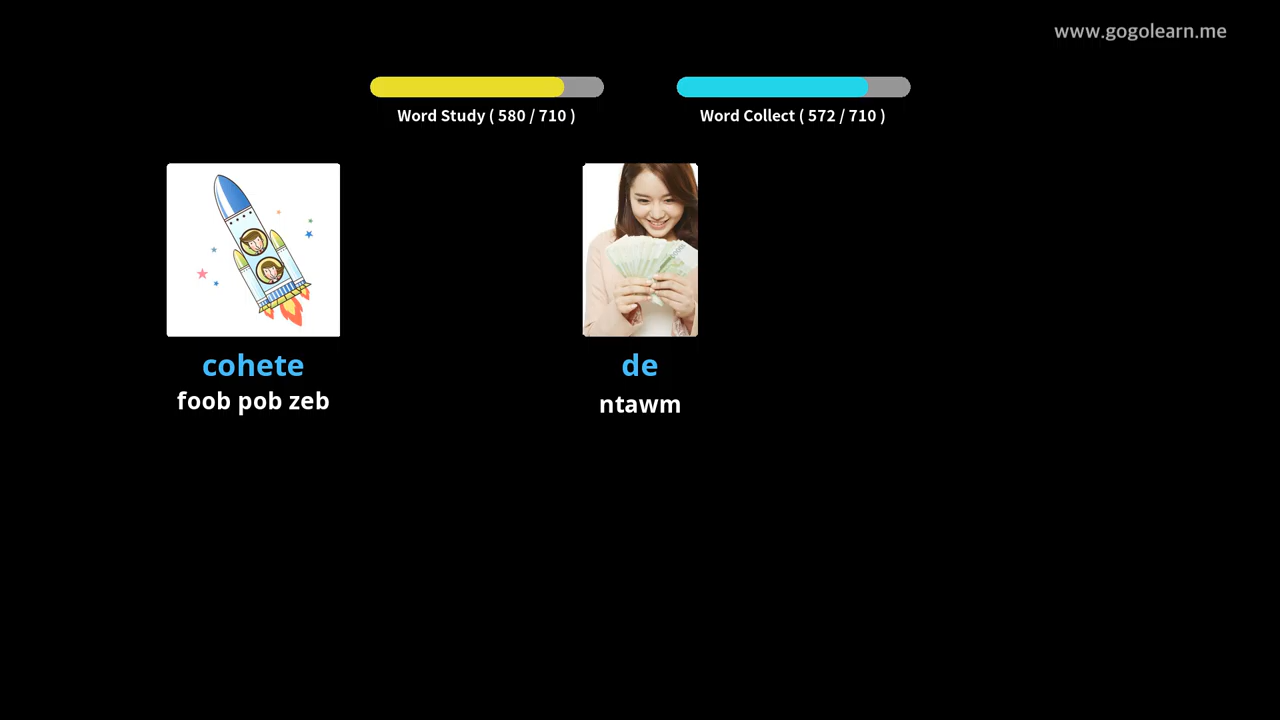 www.gogolearn.me
Word Study ( 580 / 710 )
Word Collect ( 572 / 710 )
cohete
foob pob zeb
de
ntawm